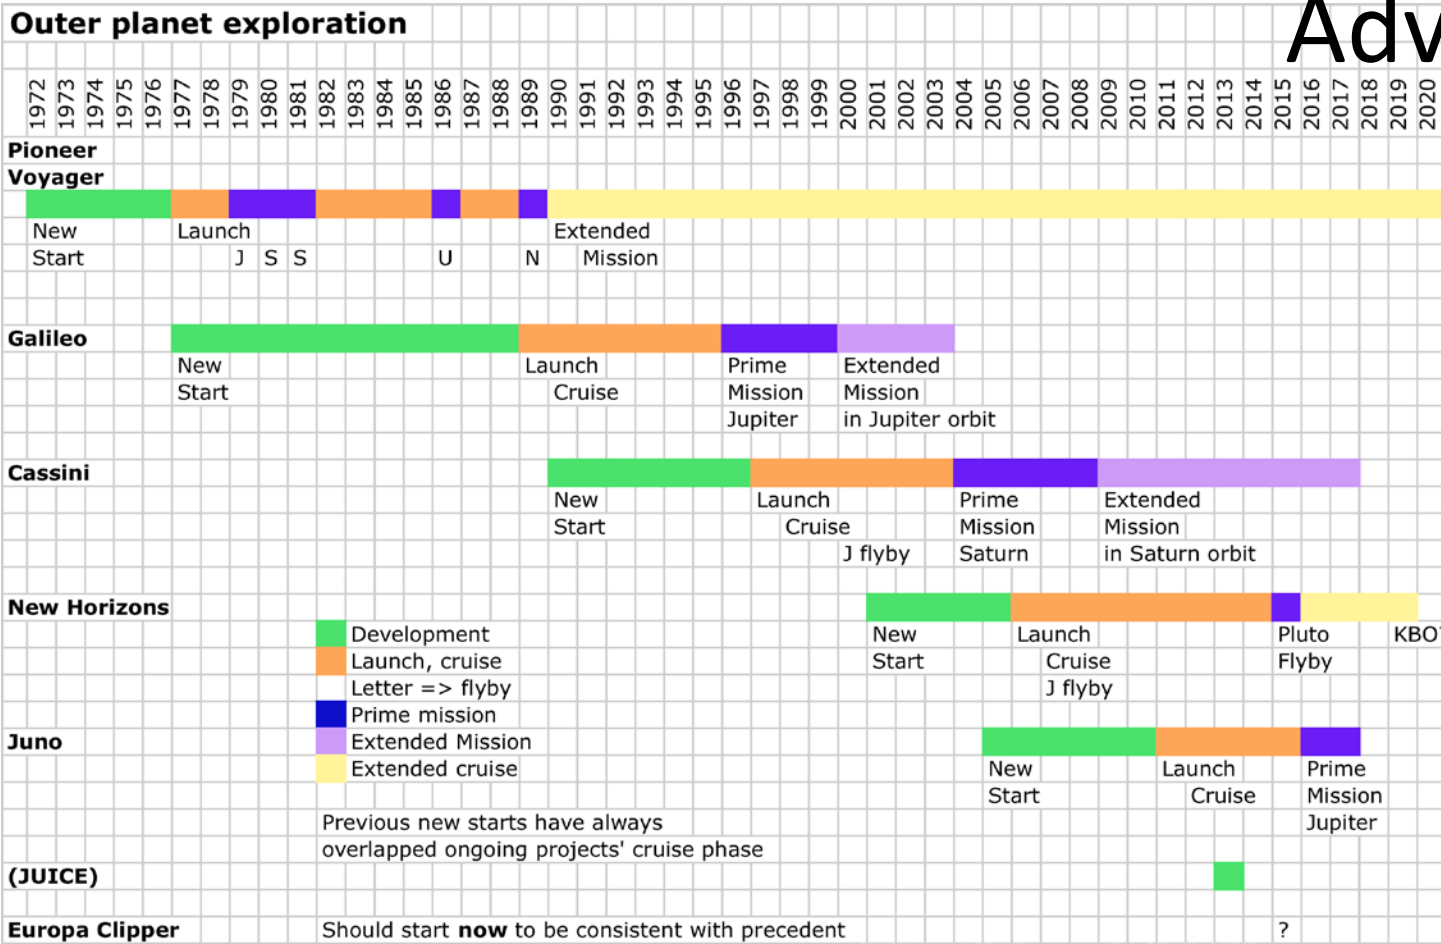 Outer planet exploration
Adv
1972 1973 1974 1975 1976 1977 1978 1979 1980 1981 1982 1983 1984 1985 1986 1987 1988 1989 1990 1991 1992 1993 1994 1995 1996 1997 1998 1999 2000 2001 2002 2003 2004 2005 2006 2007 2008 2009 2010 2011 2012 2013 2014 2015 2016 2017 2018 2019 2020
Pioneer
Voyager
New Launch Extended
Start J S S U N Mission
Galileo
New Launch Prime Extended
Start Cruise Mission Mission
Jupiter in Jupiter orbit
Cassini
New Launch Prime Extended
Start Cruise Mission Mission
J flyby Saturn in Saturn orbit
New Horizons
Development New Launch Pluto KBO?
Launch, cruise Start Cruise Flyby
Letter => flyby J flyby
Prime mission
Juno Extended Mission
Extended cruise New Launch Prime
Start Cruise Mission
Previous new starts have always Jupiter
overlapped ongoing projects' cruise phase
(JUICE)
Europa Clipper Should start now to be consistent with precedent ?